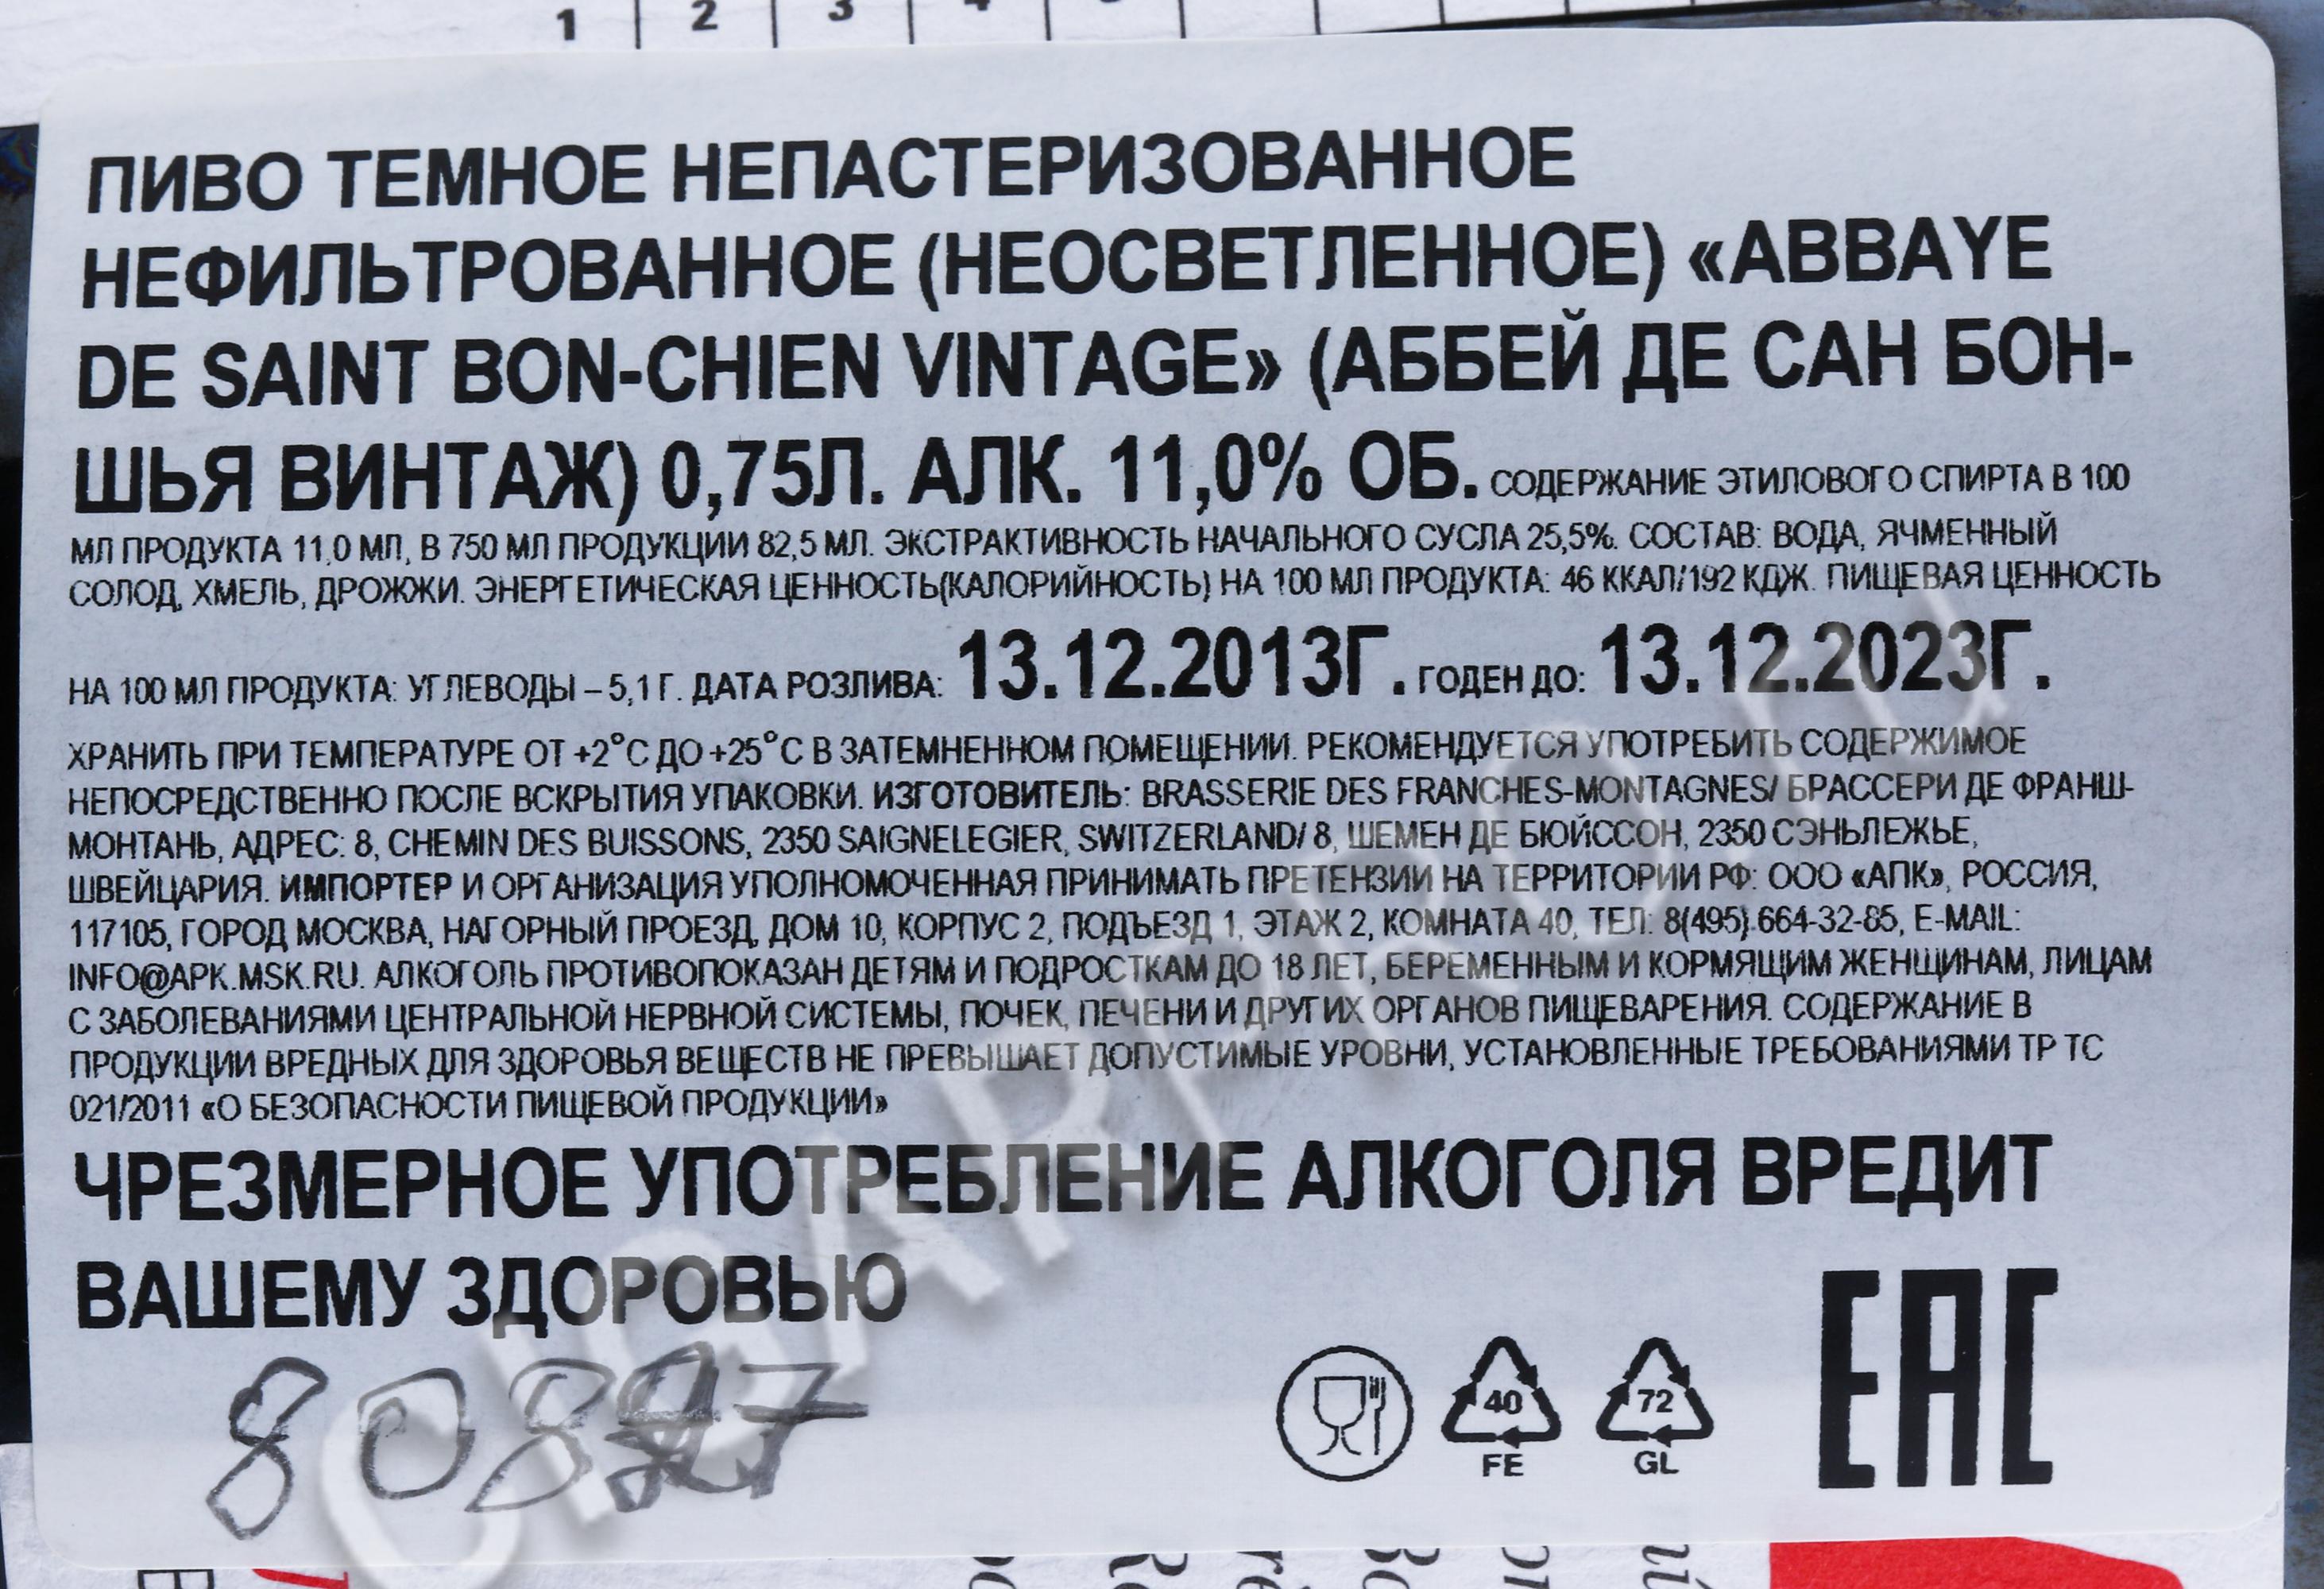 1 2 3
ПИВО ТЕМНОЕ НЕПАСТЕРИЗОВАННОЕ
НЕФИЛЬТРОВАННОЕ (НЕОСВЕТЛЕННОЕ) «ABBAYE
DE SAINT BON-CHIEN VINTAGE» (АББЕЙ ДЕ САН БОН-
ШЬЯ ВИНТАЖ) 0,75Л. АЛК. 11,0% ОБ. СОДЕРЖАНИЕ ЭТИЛОВОГО СПИРТА В 100
МЛ ПРОДУКТА 11,0 МЛ, В 750 МЛ ПРОДУКЦИИ 82,5 МЛ. ЭКСТРАКТИВНОСТЬ НАЧАЛЬНОГО СУСЛА 25,5%. СОСТАВ: ВОДА, ЯЧМЕННЫЙ
СОЛОД, ХМЕЛЬ, ДРОЖЖИ. ЭНЕРГЕТИЧЕСКАЯ ЦЕННОСТЬ(КАЛОРИЙНОСТЬ) НА 100 МЛ ПРОДУКТА: 46 ККАЛ/192 КДЖ. ПИЩЕВАЯ ЦЕННОСТЬ
НА 100 МЛ ПРОДУКТА: УГЛЕВОДЫ – 5,1 Г. ДАТА РОЗЛИВА: 13.12.2013Г. ГОДЕН ДО: 13.12.2023Г.
ХРАНИТЬ ПРИ ТЕМПЕРАТУРЕ ОТ +2°С ДО +25°С В ЗАТЕМНЕННОМ ПОМЕЩЕНИИ. РЕКОМЕНДУЕТСЯ УПОТРЕБИТЬ СОДЕРЖИМОЕ
НЕПОСРЕДСТВЕННО ПОСЛЕ ВСКРЫТИЯ УПАКОВКИ. ИЗГОТОВИТЕЛЬ: BRASSERIE DES FRANCHES-MONTAGNES/ БРАССЕРИ ДЕ ФРАНШ-
МОНТАНЬ, АДРЕС: 8, CHEMIN DES BUISSONS, 2350 SAIGNELEGIER, SWITZERLAND/ 8, ШЕМЕН ДЕ БЮЙССОН, 2350 СЭНЬЛЕЖЬЕ,
ШВЕЙЦАРИЯ. ИМПОРТЕР И ОРГАНИЗАЦИЯ УПОЛНОМОЧЕННАЯ ПРИНИМАТЬ ПРЕТЕНЗИИ НА ТЕРРИТОРИИ РФ: ООО «АПК», РОССИЯ,
117105, ГОРОД МОСКВА, НАГОРНЫЙ ПРОЕЗД, ДОМ 10, КОРПУС 2, ПОДЪЕЗД 1, ЭТАЖ 2, КОМНАТА 40, ТЕЛ: 8(495) 664-32-85, E-MAIL:
INFO@APK.MSK.RU. АЛКОГОЛЬ ПРОТИВОПОКАЗАН ДЕТЯМ И ПОДРОСТКАМ ДО 18 ЛЕТ, БЕРЕМЕННЫМ И КОРМЯЩИМ ЖЕНЩИНАМ, ЛИЦАМ
С ЗАБОЛЕВАНИЯМИ ЦЕНТРАЛЬНОЙ НЕРВНОЙ СИСТЕМЫ, ПОЧЕК, ПЕЧЕНИ И ДРУГИХ ОРГАНОВ ПИЩЕВАРЕНИЯ. СОДЕРЖАНИЕ В
ПРОДУКЦИИ ВРЕДНЫХ ДЛЯ ЗДОРОВЬЯ ВЕЩЕСТВ НЕ ПРЕВЫШАЕТ ДОПУСТИМЫЕ УРОВНИ, УСТАНОВЛЕННЫЕ ТРЕБОВАНИЯМИ ТР ТС
021/2011 «О БЕЗОПАСНОСТИ ПИЩЕВОЙ ПРОДУКЦИИ»
ЧРЕЗМЕРНОЕ УПОТРЕБЛЕНИЕ АЛКОГОЛЯ ВРЕДИТ
ВАШЕМУ ЗДОРОВЬЮ
40 72 ЕАС
FE GL
CIGARPRO.ru